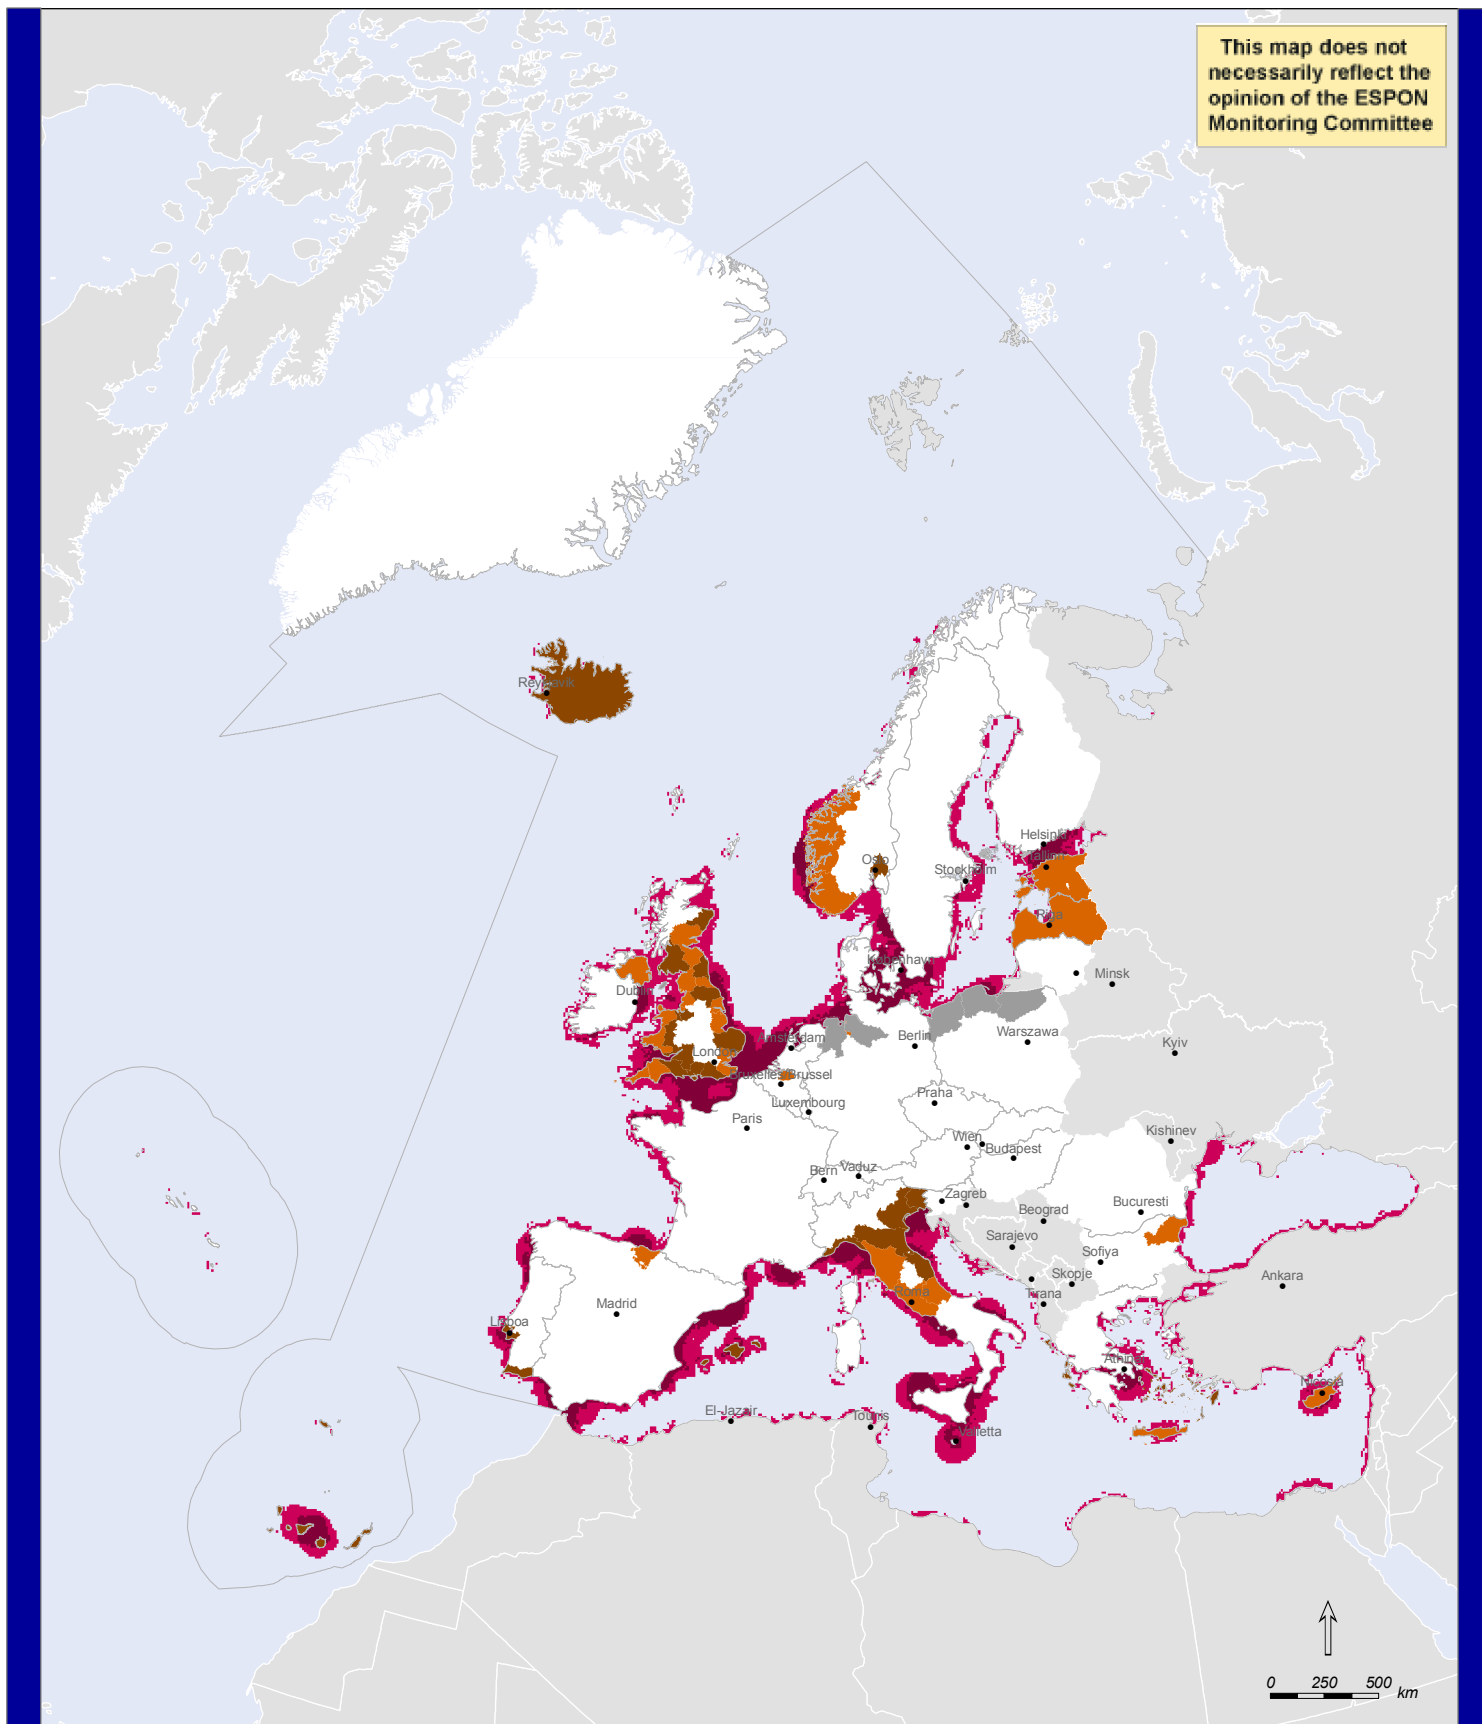 This map does not
necessarily reflect the
opinion of the ESPON
Monitoring Committee
Reykjavik
Helsinki
Tallinn
Oslo
Stockholm
Riga
København
Minsk
Dublin
Amsterdam
Berlin
Warszawa
London
Kyiv
Bruxelles/Brussel
Praha
Luxembourg
Paris
Kishinev
Wien
Budapest
Bern
Vaduz
Zagreb
Bucuresti
Beograd
Sarajevo
Sofiya
Skopje
Ankara
Madrid
Roma
Tirana
Lisboa
Athina
Nicosia
El-Jazair
Tounis
Valletta
0 250 500
km